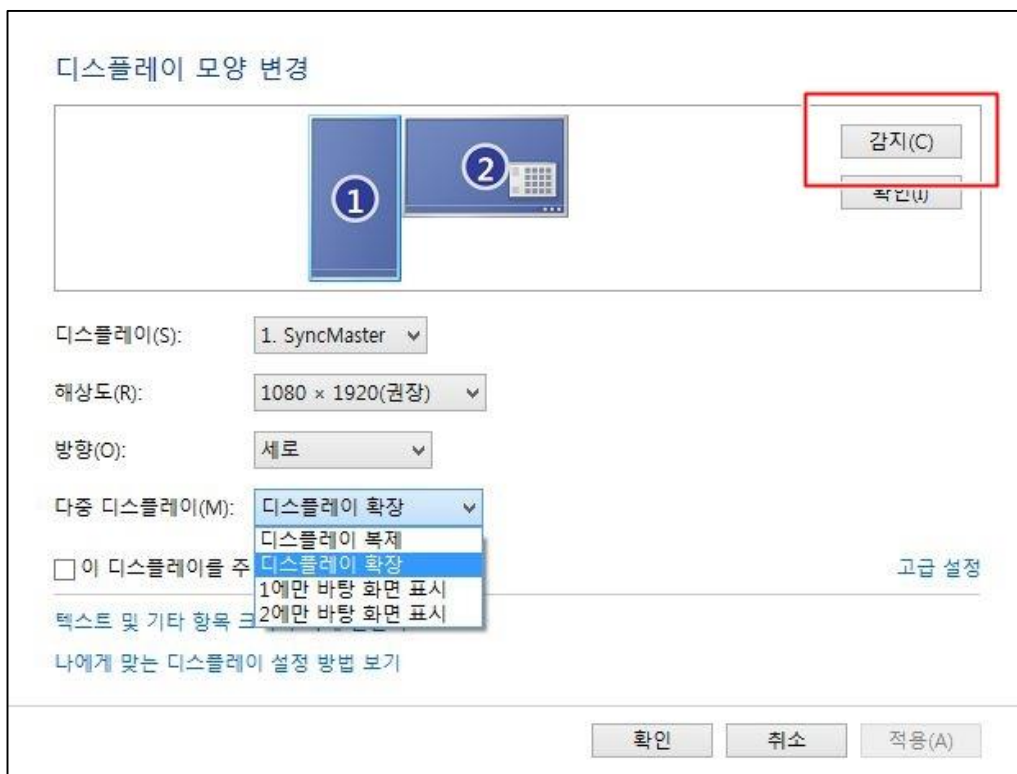 디스플레이 모양 변경
1
2
감지(C)
확인(I)
디스플레이(S): 1. SyncMaster
해상도(R): 1080 × 1920(권장)
방향(O): 세로
다중 디스플레이(M): 디스플레이 확장
디스플레이 복제
디스플레이 확장
1에만 바탕 화면 표시
2에만 바탕 화면 표시
이 디스플레이를 주
고급 설정
텍스트 및 기타 항목
나에게 맞는 디스플레이 설정 방법 보기
확인 취소 적용(A)